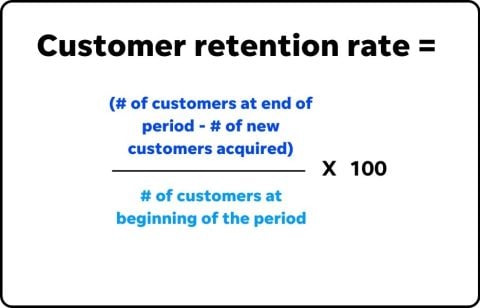 Customer retention rate =
(# of customers at end of
period - # of new
customers acquired)
X 100
# of customers at
beginning of the period